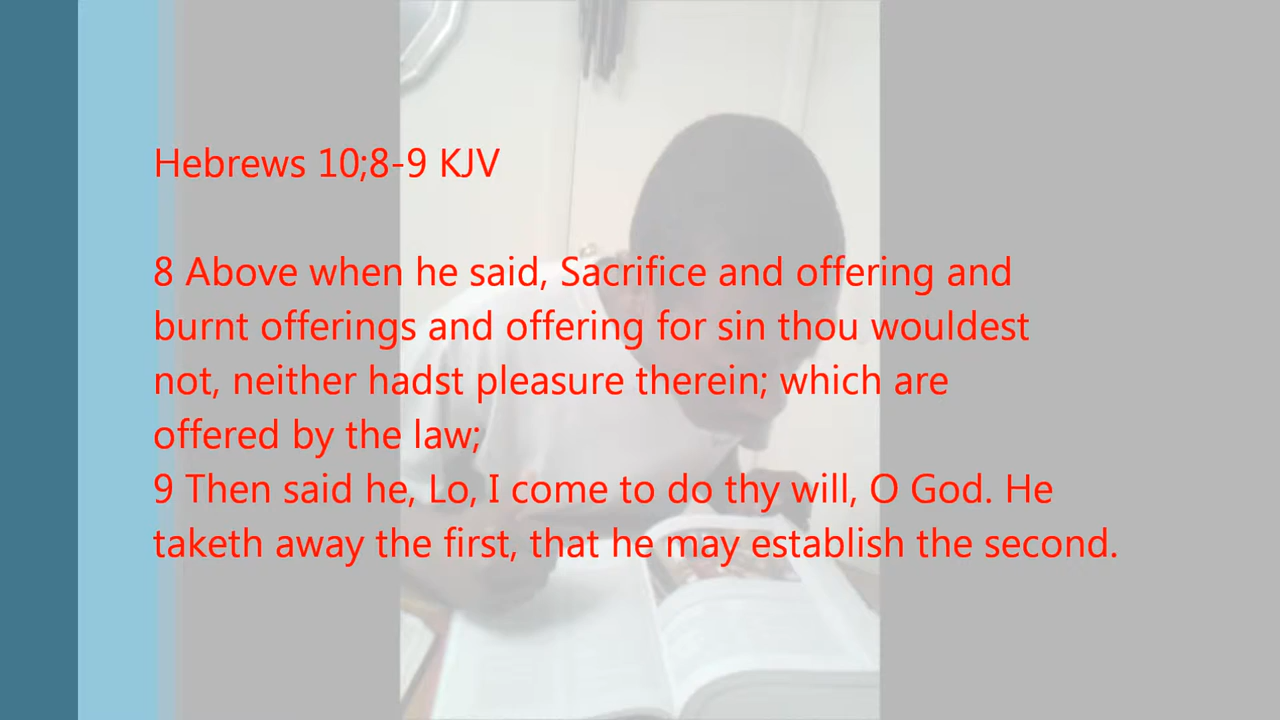 Hebrews 10;8-9 KJV
8 Above when he said, Sacrifice and offering and
burnt offerings and offering for sin thou wouldest
not, neither hadst pleasure therein; which are
offered by the law;
9 Then said he, Lo, I come to do thy will, O God. He
taketh away the first, that he may establish the second.